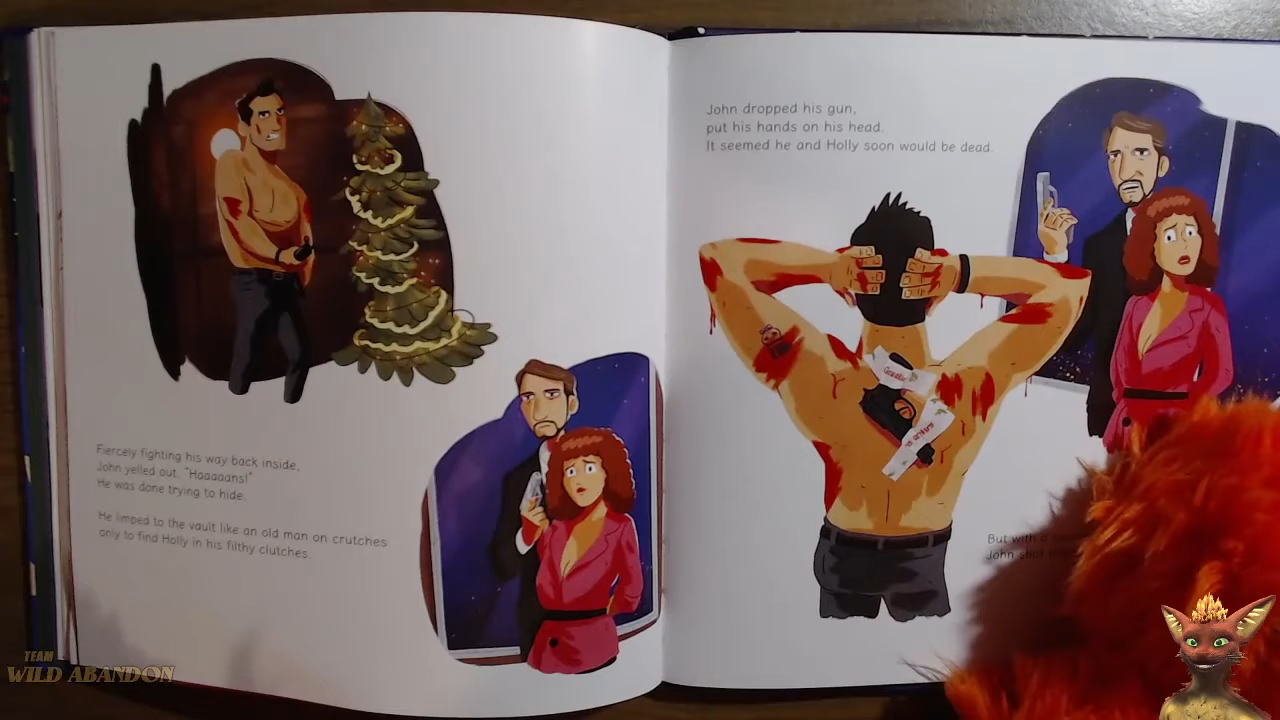 Fiercely fighting his way back inside,
John yelled out. "Haaaaans!"
He was done trying to hide.
He limped to the vault like an old man on crutches
only to find Holly in his filthy clutches.
John dropped his gun,
put his hands on his head.
It seemed he and Holly soon would be dead.
But with a
John shot
TEAM
WILD ABANDON